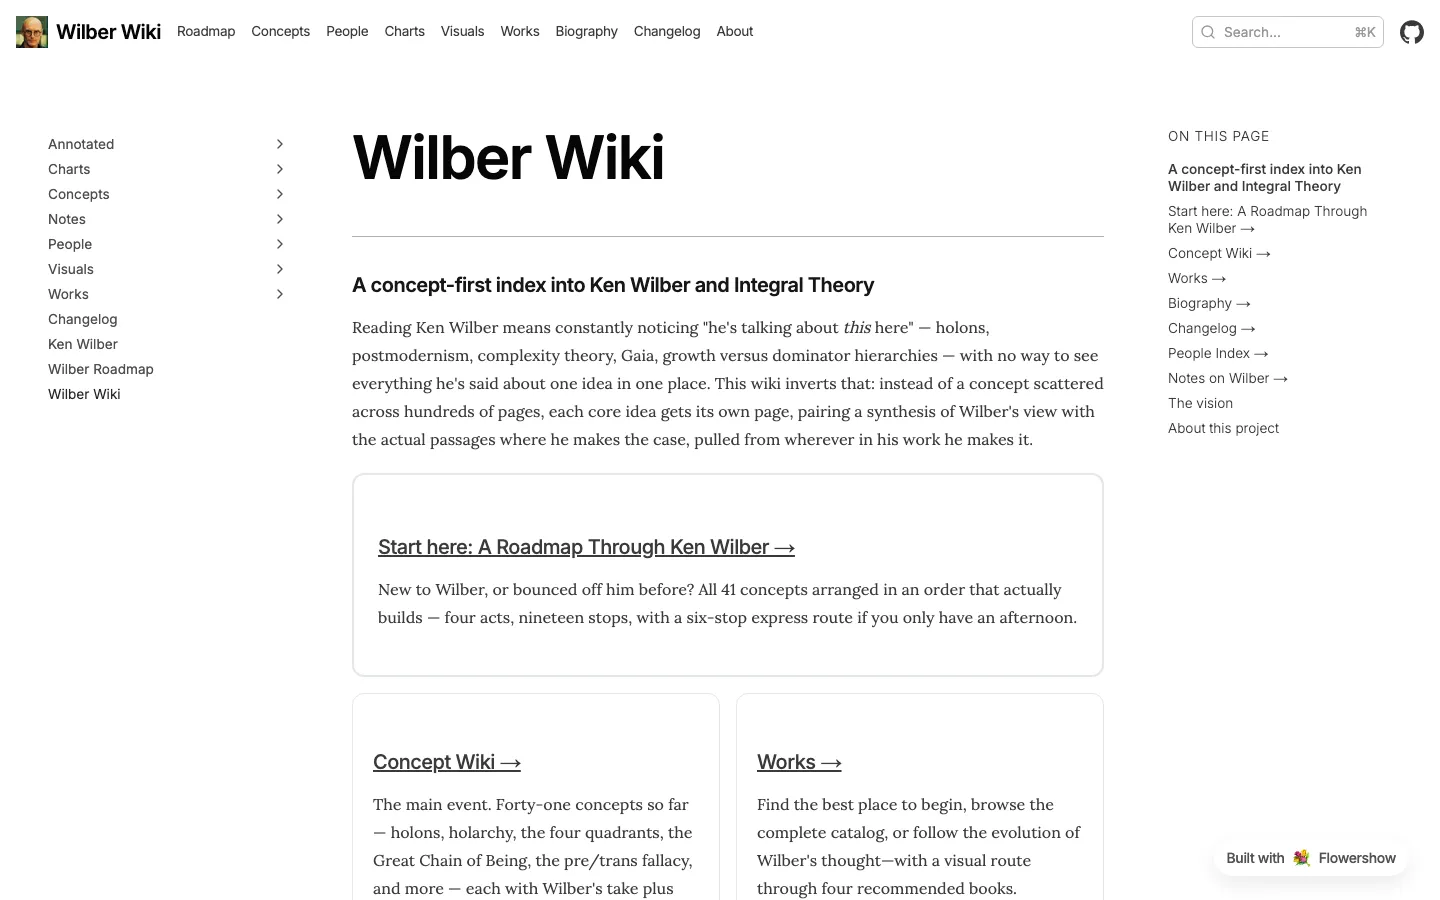 Wilber Wiki
Roadmap
Concepts
People
Charts
Visuals
Works
Biography
Changelog
About
Search...
⌘K
Annotated
Charts
Concepts
Notes
People
Visuals
Works
Changelog
Ken Wilber
Wilber Roadmap
Wilber Wiki
Wilber Wiki
A concept-first index into Ken Wilber and Integral Theory
Reading Ken Wilber means constantly noticing "he's talking about this here" — holons,
postmodernism, complexity theory, Gaia, growth versus dominator hierarchies — with no way to see
everything he's said about one idea in one place. This wiki inverts that: instead of a concept scattered
across hundreds of pages, each core idea gets its own page, pairing a synthesis of Wilber's view with
the actual passages where he makes the case, pulled from wherever in his work he makes it.
Start here: A Roadmap Through Ken Wilber →
New to Wilber, or bounced off him before? All 41 concepts arranged in an order that actually
builds — four acts, nineteen stops, with a six-stop express route if you only have an afternoon.
Concept Wiki →
The main event. Forty-one concepts so far
— holons, holarchy, the four quadrants, the
Great Chain of Being, the pre/trans fallacy,
and more — each with Wilber's take plus
Works →
Find the best place to begin, browse the
complete catalog, or follow the evolution of
Wilber's thought—with a visual route
through four recommended books.
ON THIS PAGE
A concept-first index into Ken
Wilber and Integral Theory
Start here: A Roadmap Through
Ken Wilber →
Concept Wiki →
Works →
Biography →
Changelog →
People Index →
Notes on Wilber →
The vision
About this project
Built with Flowershow